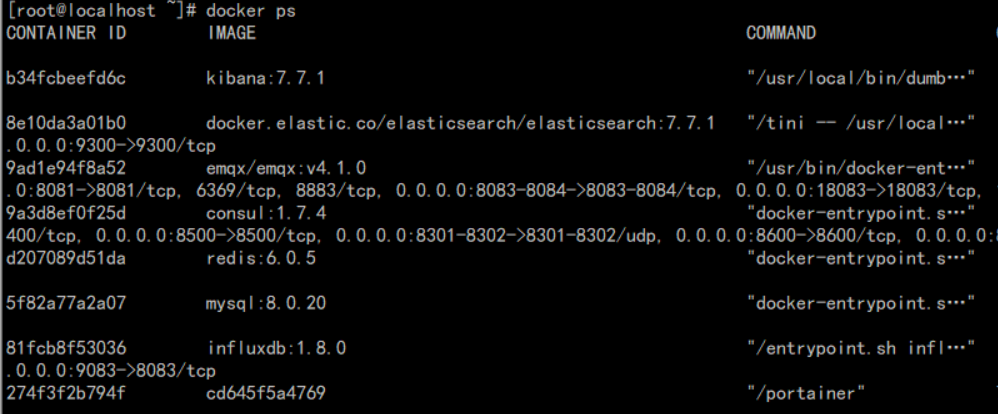 [root@localhost ~]# docker ps
CONTAINER ID IMAGE COMMAND
b34fcbeefd6c kibana:7.7.1 "/usr/local/bin/dumb…"
8e10da3a01b0 docker.elastic.co/elasticsearch/elasticsearch:7.7.1 "/tini -- /usr/local…"
.0.0.0:9300->9300/tcp
9ad1e94f8a52 emqx/emqx:v4.1.0 "/usr/bin/docker-ent…"
.0:8081->8081/tcp, 6369/tcp, 8883/tcp, 0.0.0.0:8083-8084->8083-8084/tcp, 0.0.0.0:18083->18083/tcp,
9a3d8ef0f25d consul:1.7.4 "docker-entrypoint.s…"
400/tcp, 0.0.0.0:8500->8500/tcp, 0.0.0.0:8301-8302->8301-8302/udp, 0.0.0.0:8600->8600/tcp, 0.0.0.0:
d207089d51da redis:6.0.5 "docker-entrypoint.s…"
5f82a77a2a07 mysql:8.0.20 "docker-entrypoint.s…"
81fcb8f53036 influxdb:1.8.0 "/entrypoint.sh infl…"
.0.0.0:9083->8083/tcp
274f3f2b794f cd645f5a4769 "/portainer"